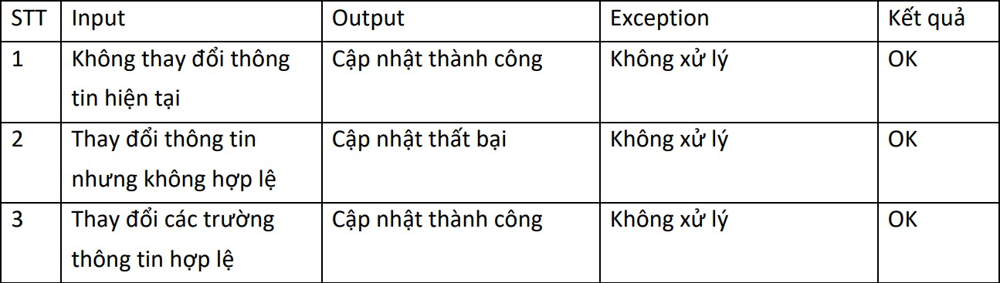 STT Input Output Exception Kết quả
1 Không thay đổi thông Cập nhật thành công Không xử lý OK
tin hiện tại
2 Thay đổi thông tin Cập nhật thất bại Không xử lý OK
nhưng không hợp lệ
3 Thay đổi các trường Cập nhật thành công Không xử lý OK
thông tin hợp lệ